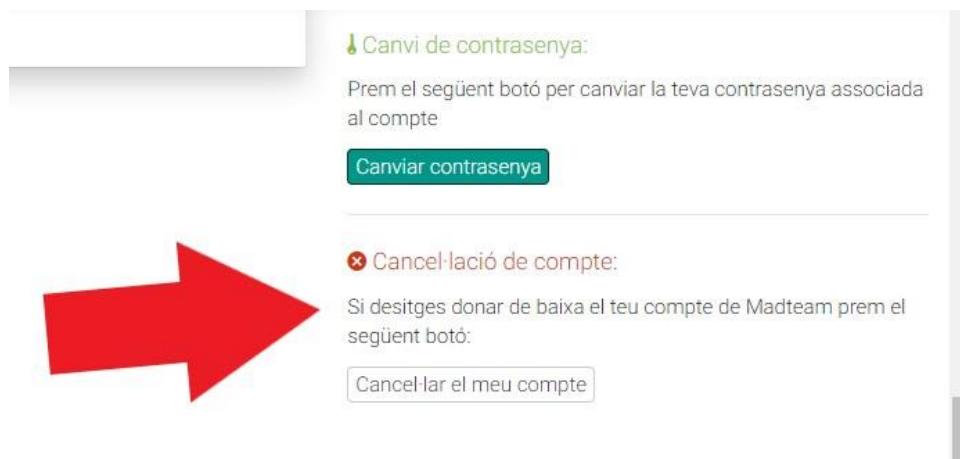 Canvi de contrasenya:
Prem el següent botó per canviar la teva contrasenya associada
al compte
Canviar contrasenya
Cancel·lació de compte:
Si desitges donar de baixa el teu compte de Madteam prem el
següent botó:
Cancel·lar el meu compte